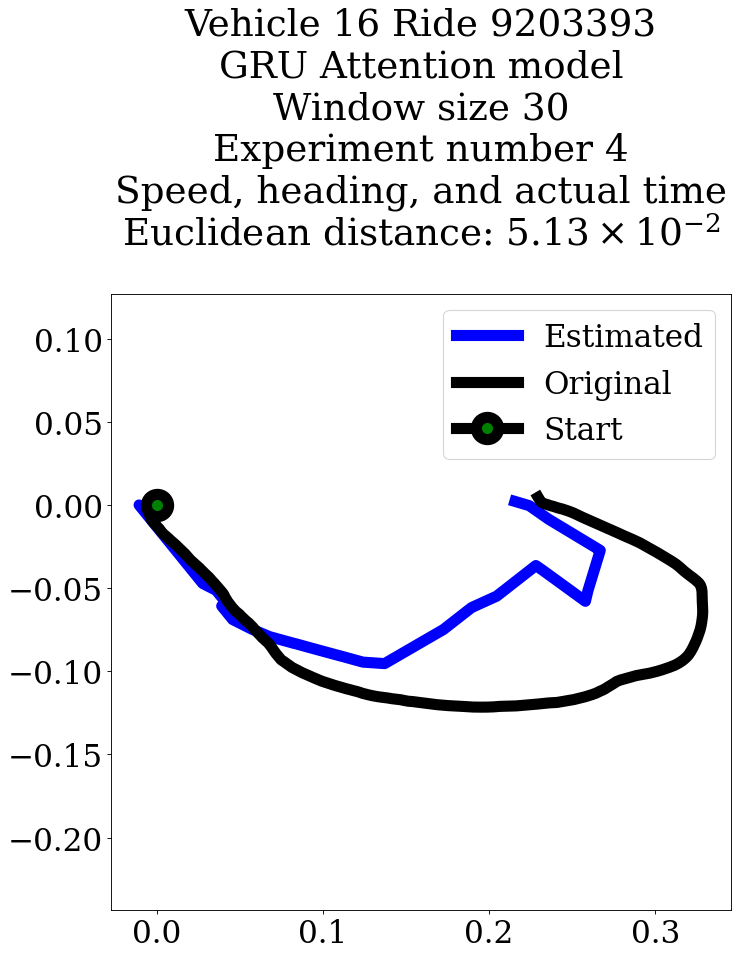 Vehicle 16 Ride 9203393
GRU Attention model
Window size 30
Experiment number 4
Speed, heading, and actual time
Euclidean distance: 5.13 × 10⁻²
Estimated
Original
Start
0.10
0.05
0.00
−0.05
−0.10
−0.15
−0.20
0.0 0.1 0.2 0.3